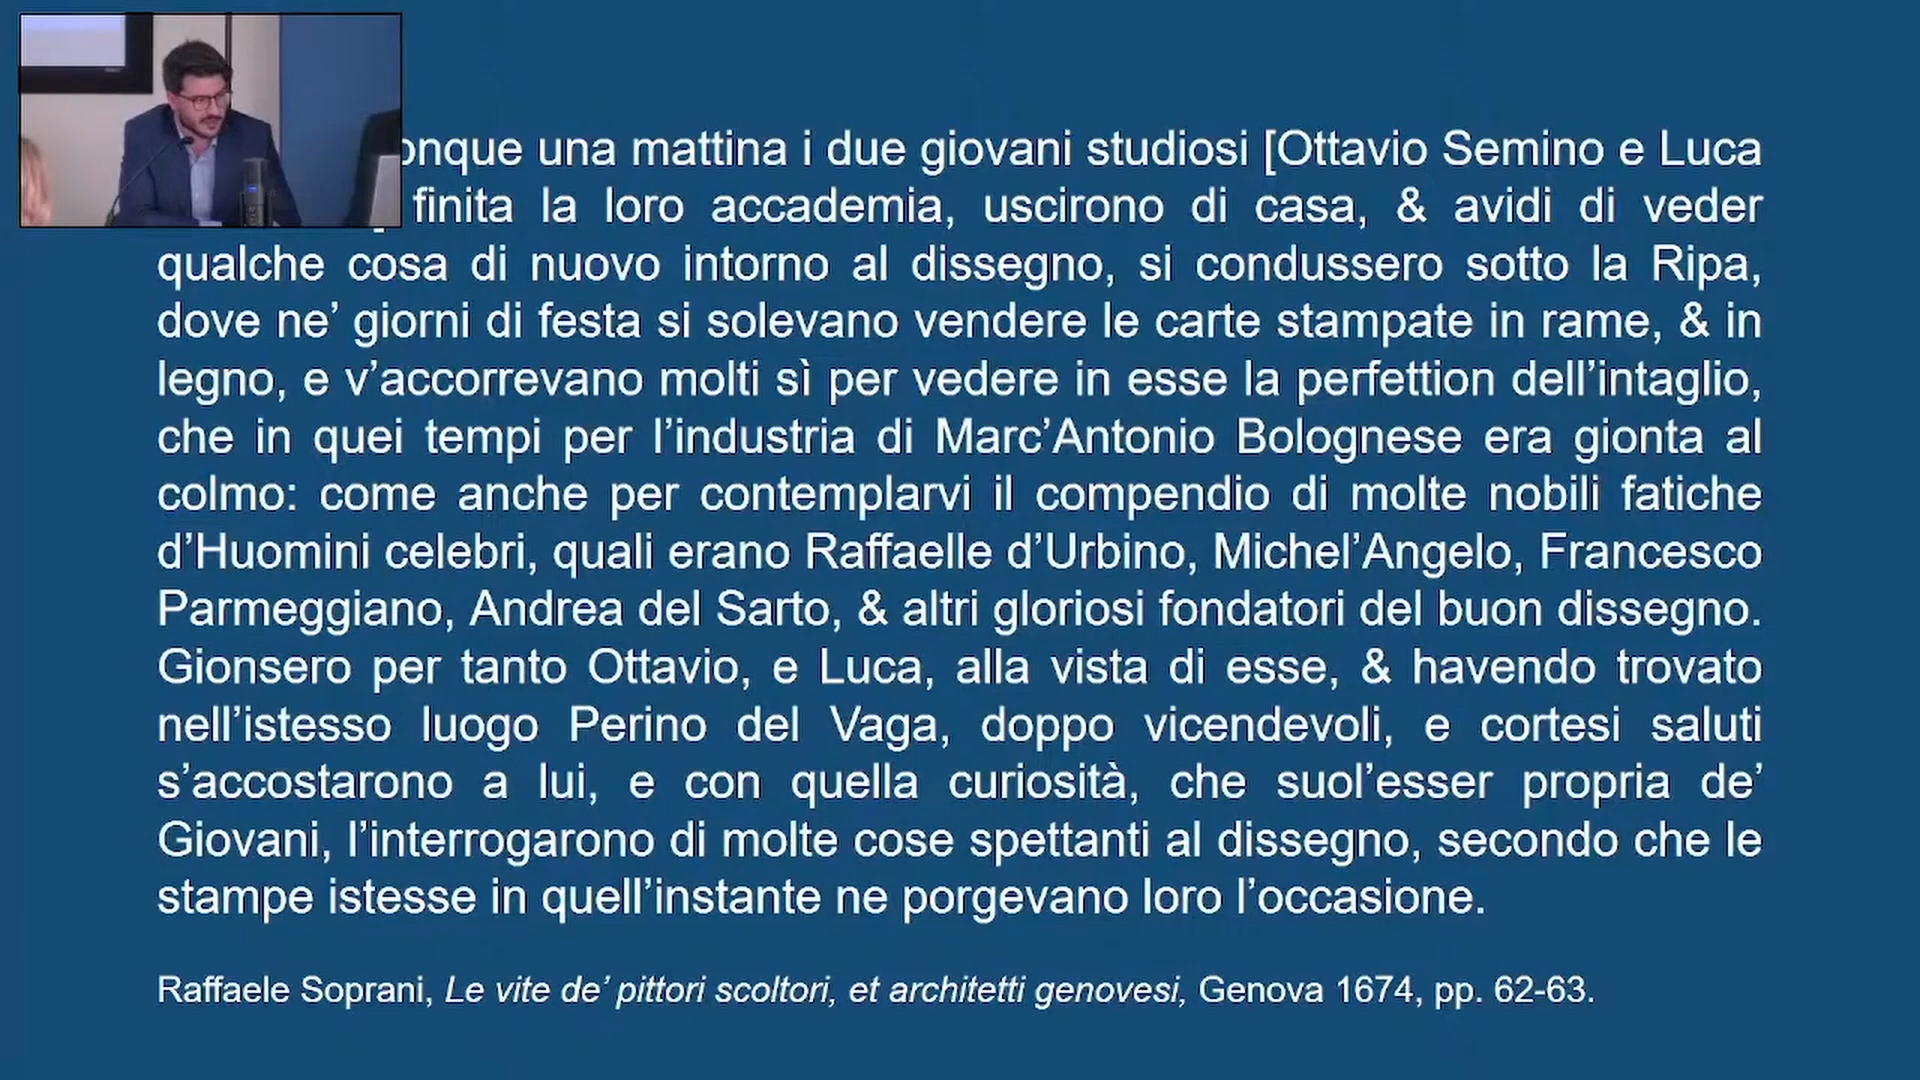 una mattina i due giovani studiosi [Ottavio Semino e Luca
finita la loro accademia, uscirono di casa, & avidi di veder
qualche cosa di nuovo intorno al dissegno, si condussero sotto la Ripa,
dove ne’ giorni di festa si solevano vendere le carte stampate in rame, & in
legno, e v’accorrevano molti sì per vedere in esse la perfettion dell’intaglio,
che in quei tempi per l’industria di Marc’Antonio Bolognese era gionta al
colmo: come anche per contemplarvi il compendio di molte nobili fatiche
d’Huomini celebri, quali erano Raffaelle d’Urbino, Michel’Angelo, Francesco
Parmeggiano, Andrea del Sarto, & altri gloriosi fondatori del buon dissegno.
Gionsero per tanto Ottavio, e Luca, alla vista di esse, & havendo trovato
nell’istesso luogo Perino del Vaga, doppo vicendevoli, e cortesi saluti
s’accostarono a lui, e con quella curiosità, che suol’esser propria de’
Giovani, l’interrogarono di molte cose spettanti al dissegno, secondo che le
stampe istesse in quell’instante ne porgevano loro l’occasione.
Raffaele Soprani, Le vite de’ pittori scoltori, et architetti genovesi, Genova 1674, pp. 62-63.